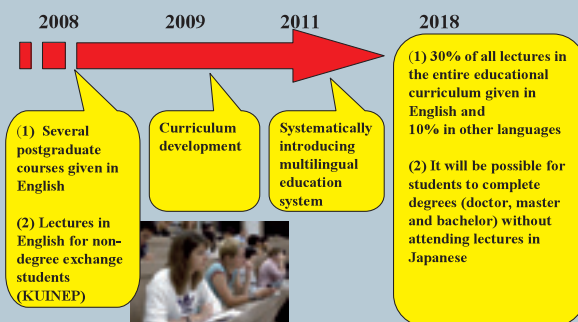 2008
2009
2011
2018
(1) Several
postgraduate
courses given in
English
(2) Lectures in
English for non-
degree exchange
students
(KUINEP)
Curriculum
development
Systematically
introducing
multilingual
education
system
(1) 30% of all lectures in
the entire educational
curriculum given in
English and
10% in other languages
(2) It will be possible for
students to complete
degrees (doctor, master
and bachelor) without
attending lectures in
Japanese